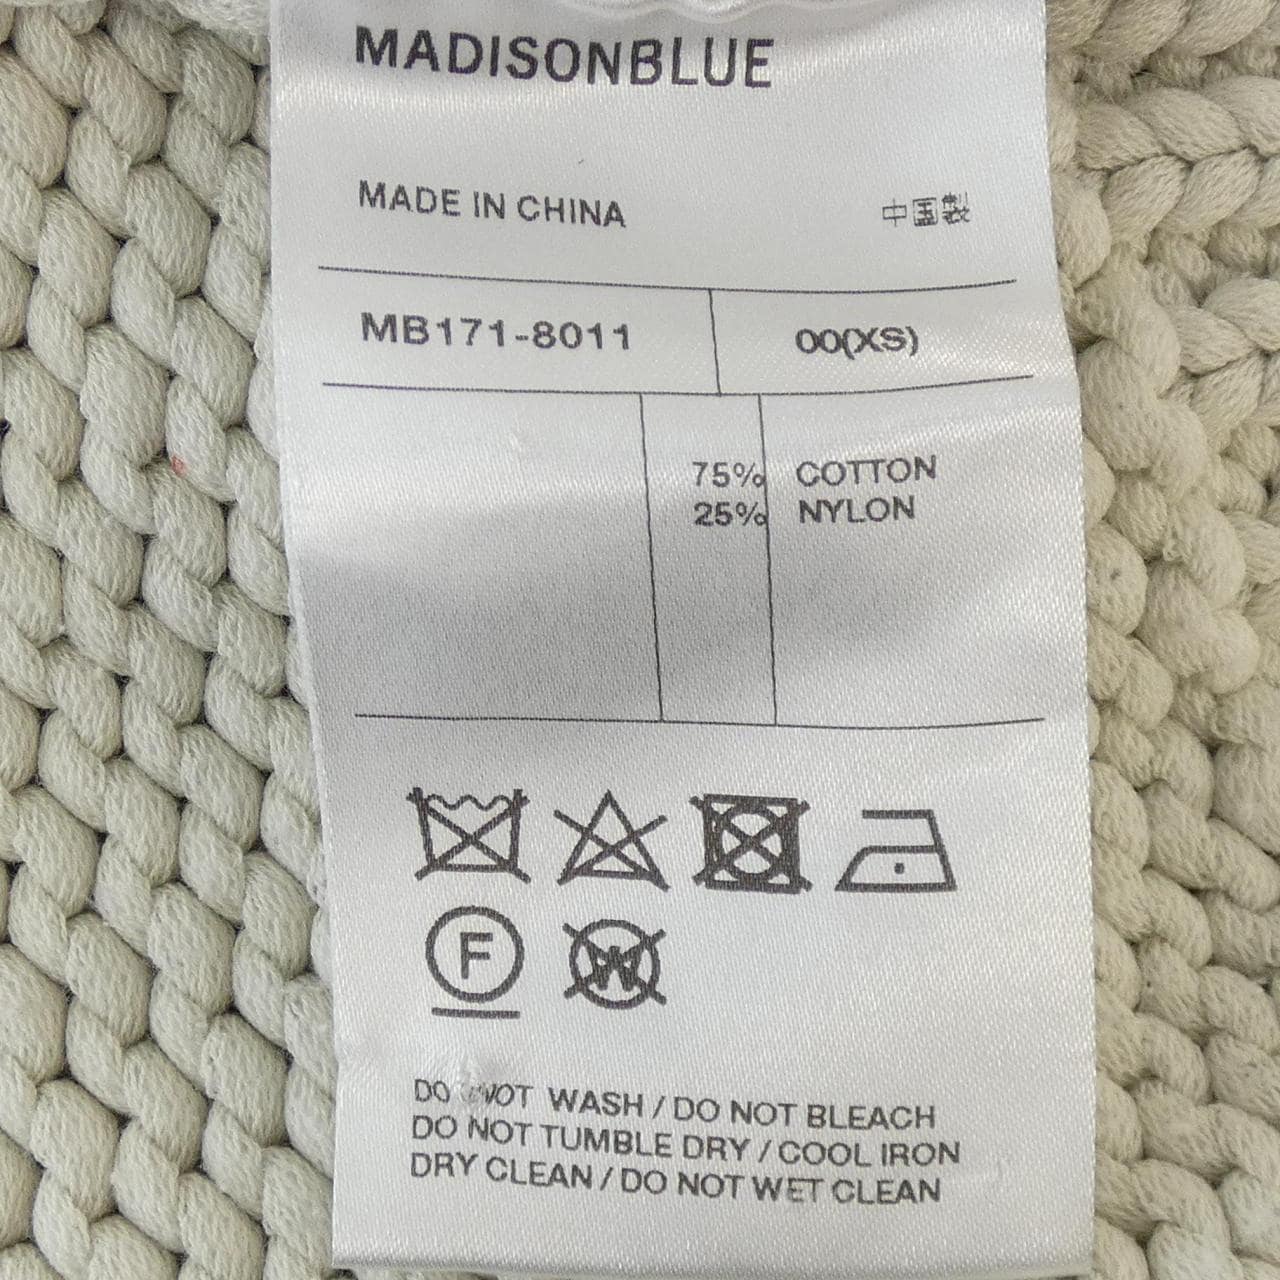 MADISONBLUE
MADE IN CHINA 中国製
MB171-8011 00(XS)
75% COTTON
25% NYLON
F W
DO NOT WASH / DO NOT BLEACH
DO NOT TUMBLE DRY / COOL IRON
DRY CLEAN / DO NOT WET CLEAN